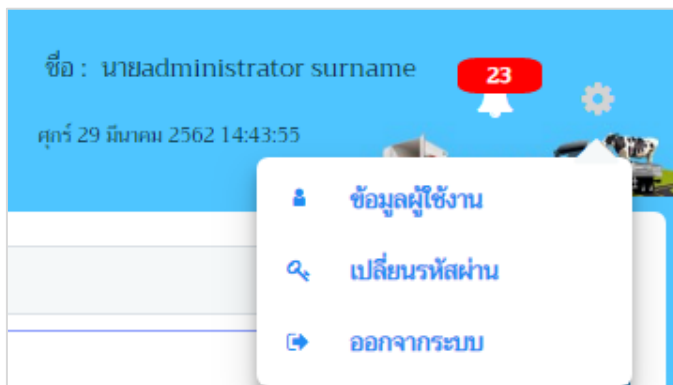 ชื่อ : นายadministrator surname
23
ศุกร์ 29 มีนาคม 2562 14:43:55
ข้อมูลผู้ใช้งาน
เปลี่ยนรหัสผ่าน
ออกจากระบบ